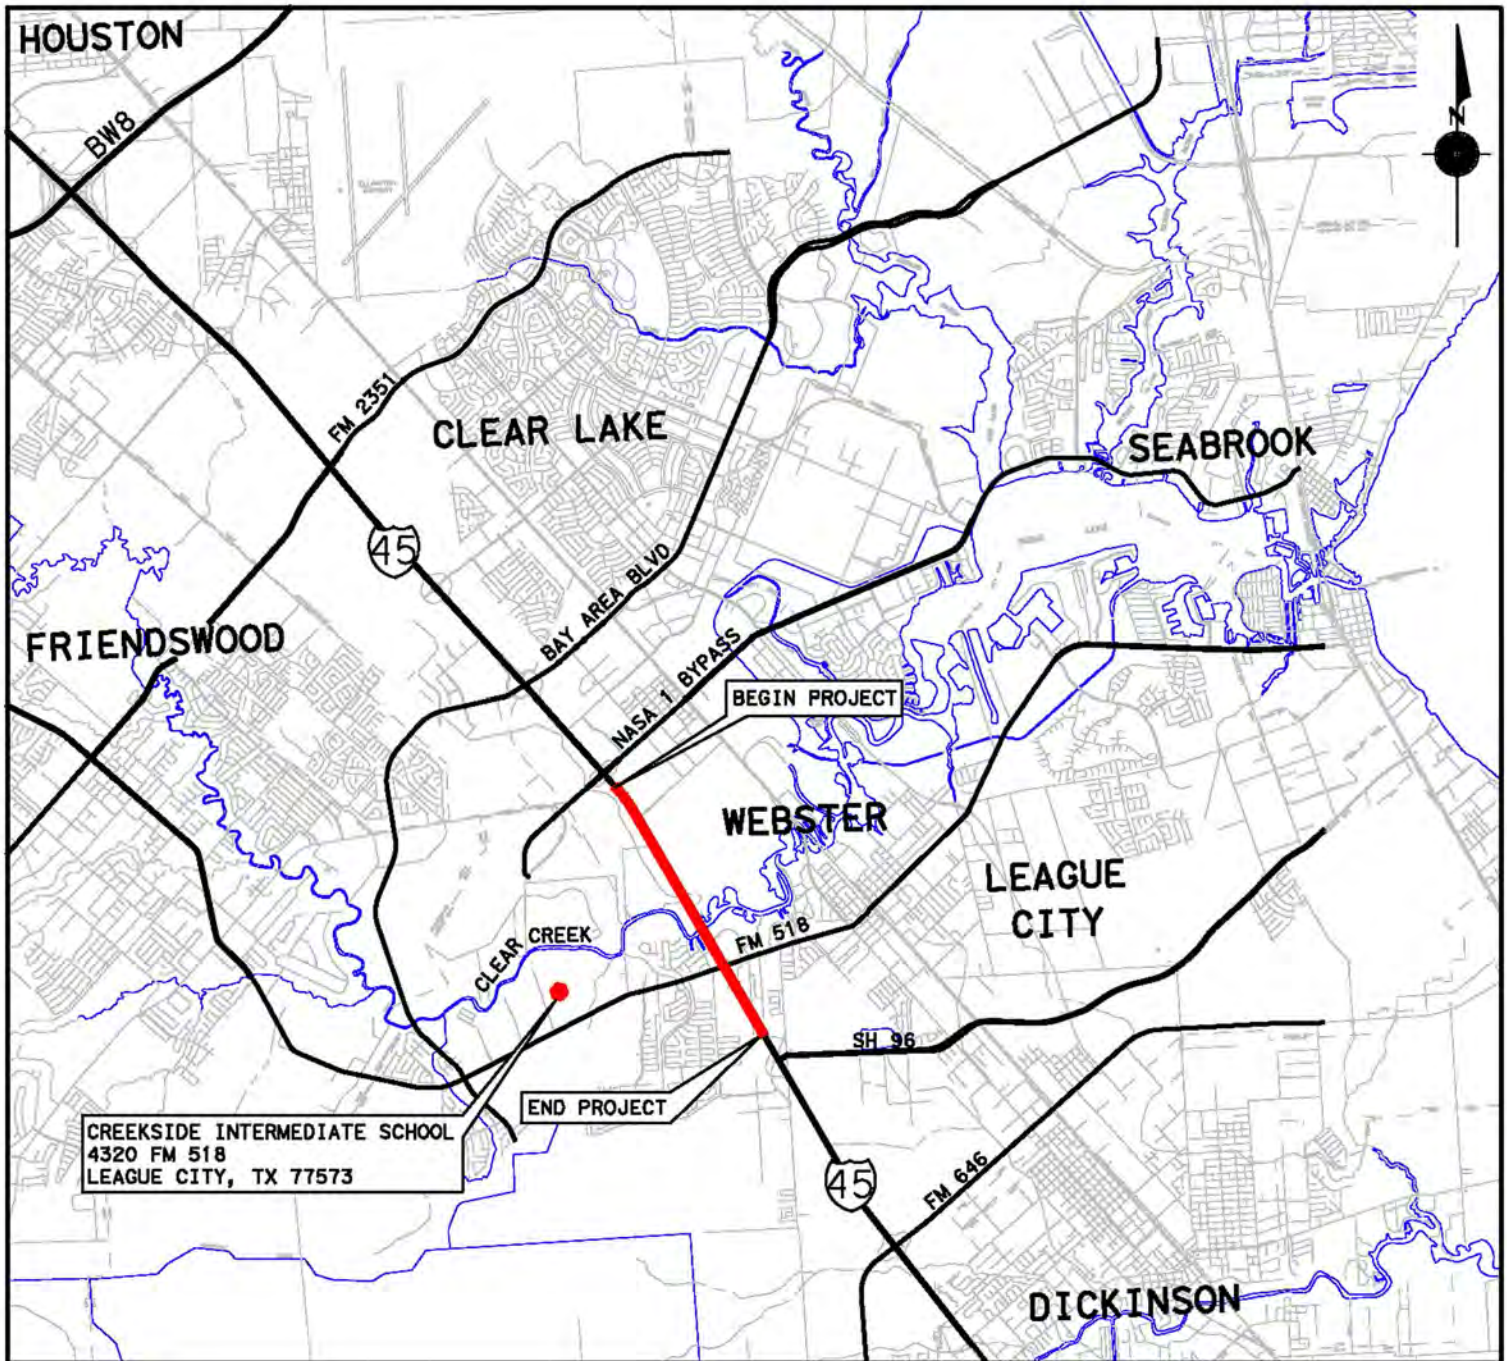 HOUSTON
BW8
N
FM 2351
CLEAR LAKE
SEABROOK
45
BAY AREA BLVD
FRIENDSWOOD
NASA 1 BYPASS
BEGIN PROJECT
WEBSTER
LEAGUE
CITY
FM 518
CLEAR CREEK
SH 96
END PROJECT
CREEKSIDE INTERMEDIATE SCHOOL
4320 FM 518
LEAGUE CITY, TX 77573
45
FM 646
DICKINSON